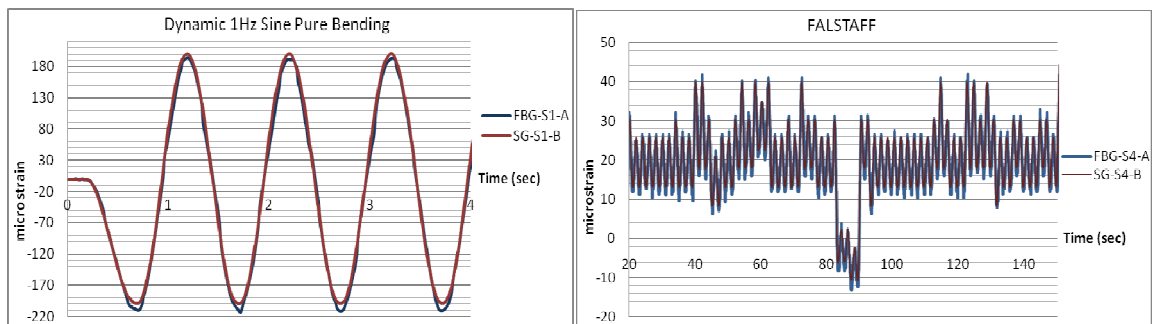 Dynamic 1Hz Sine Pure Bending
180
130
80
30
-20
-70
-120
-170
-220
0
1
2
3
4
micro strain
Time (sec)
FBG-S1-A
SG-S1-B
FALSTAFF
50
40
30
20
10
0
-10
-20
20
40
60
80
100
120
140
microstrain
Time (sec)
FBG-S4-A
SG-S4-B